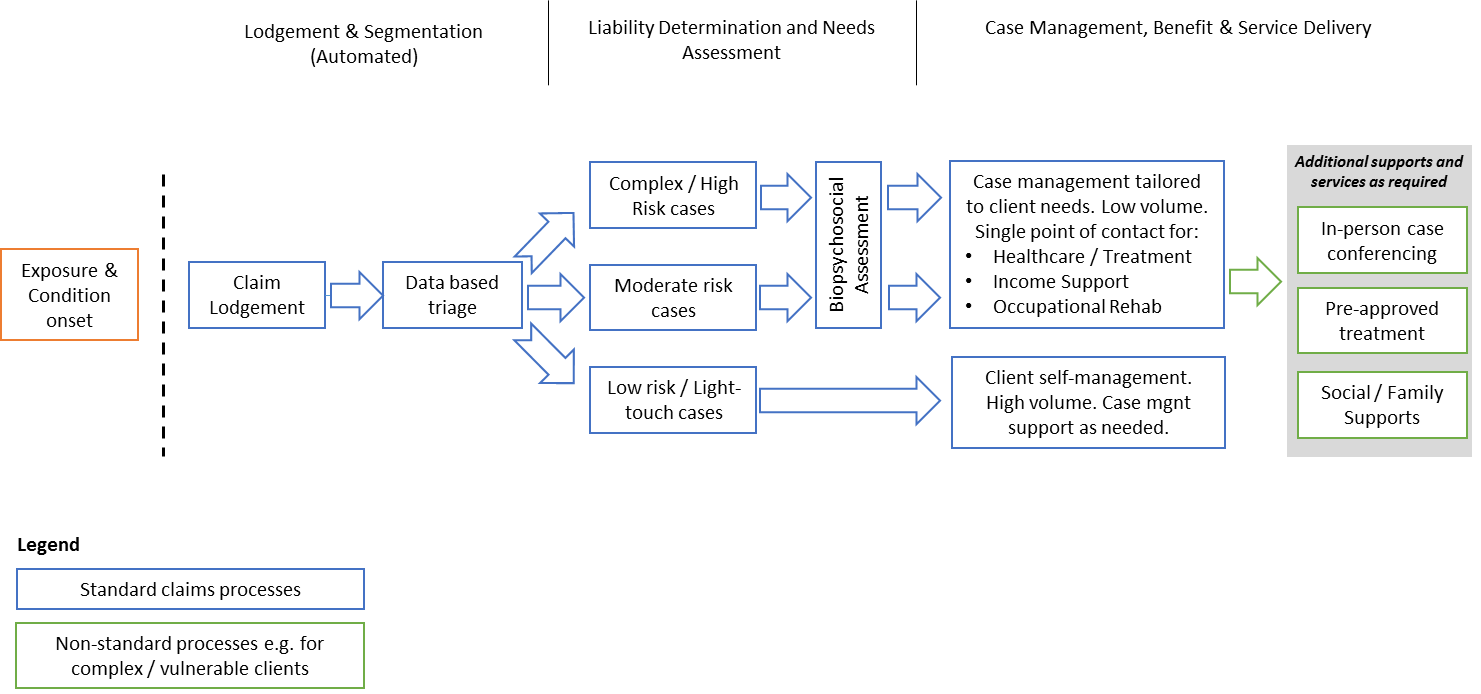 Lodgement & Segmentation
(Automated)
Liability Determination and Needs
Assessment
Case Management, Benefit & Service Delivery
Exposure &
Condition
onset
Claim
Lodgement
Data based
triage
Complex / High
Risk cases
Moderate risk
cases
Low risk / Light-
touch cases
Biopsychosocial
Assessment
Case management tailored
to client needs. Low volume.
Single point of contact for:
• Healthcare / Treatment
• Income Support
• Occupational Rehab
Client self-management.
High volume. Case mgnt
support as needed.
Additional supports and
services as required
In-person case
conferencing
Pre-approved
treatment
Social / Family
Supports
Legend
Standard claims processes
Non-standard processes e.g. for
complex / vulnerable clients